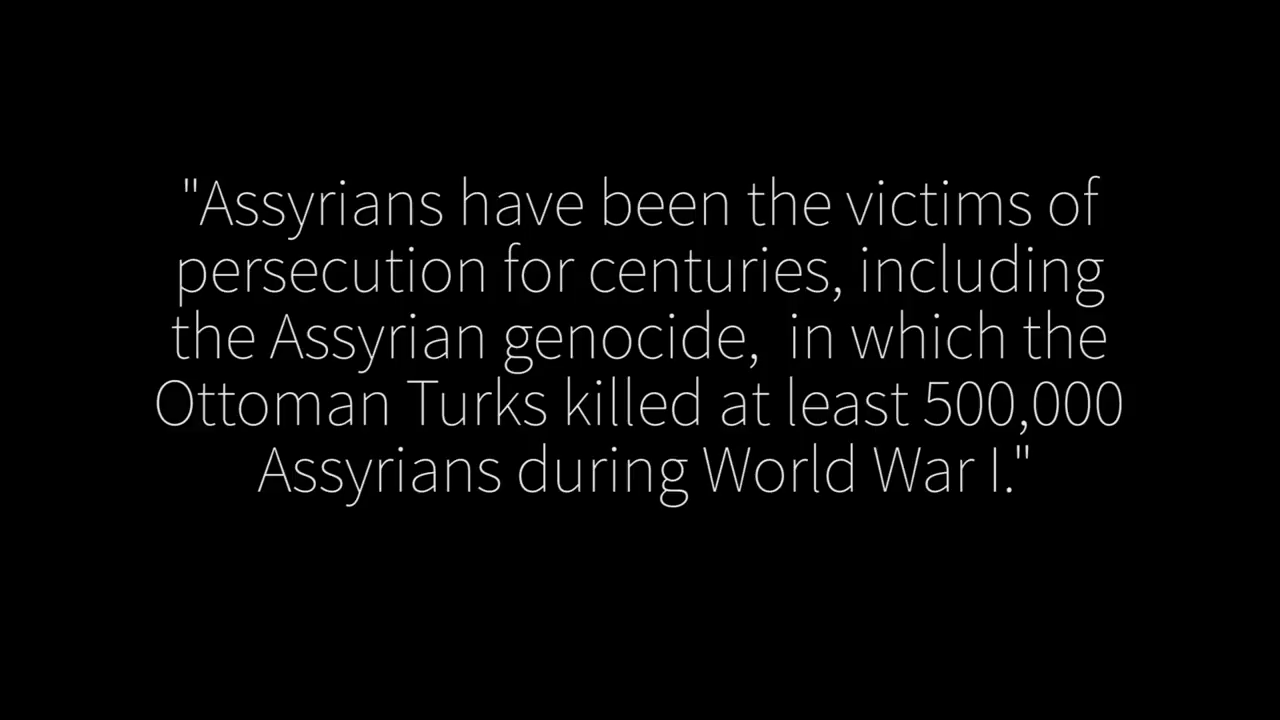 "Assyrians have been the victims of
persecution for centuries, including
the Assyrian genocide,  in which the
Ottoman Turks killed at least 500,000
Assyrians during World War I."